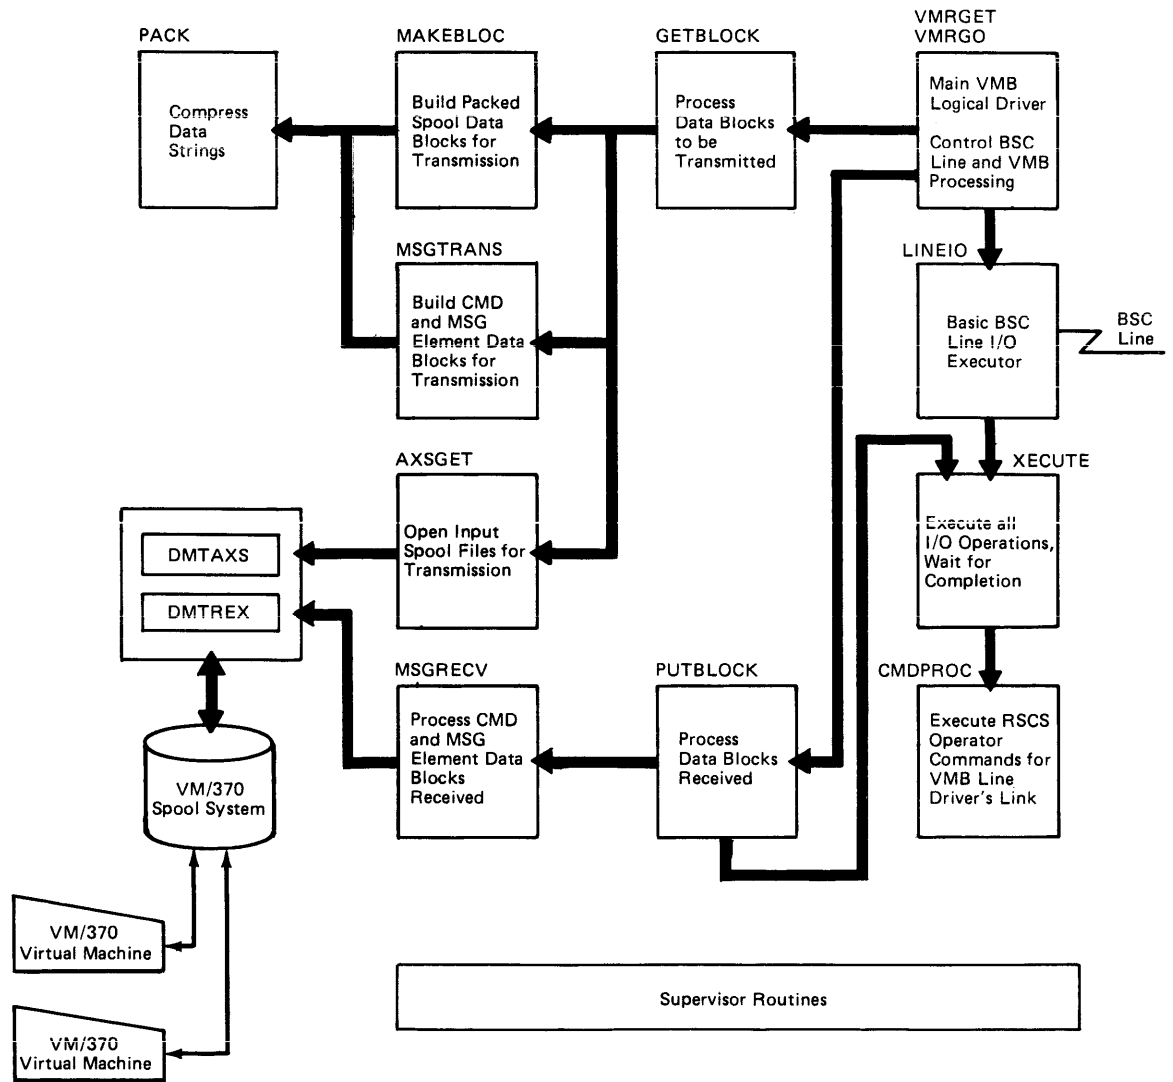 PACK
Compress
Data
Strings
MAKEBLOC
Build Packed
Spool Data
Blocks for
Transmission
GETBLOCK
Process
Data Blocks
to be
Transmitted
VMRGET
VMRGO
Main VMB
Logical Driver
Control BSC
Line and VMB
Processing
MSGTRANS
Build CMD
and MSG
Element Data
Blocks for
Transmission
LINEIO
Basic BSC
Line I/O
Executor
BSC
Line
AXSGET
Open Input
Spool Files for
Transmission
XECUTE
Execute all
I/O Operations,
Wait for
Completion
DMTAXS
DMTREX
MSGRECV
Process CMD
and MSG
Element Data
Blocks
Received
PUTBLOCK
Process
Data Blocks
Received
CMDPROC
Execute RSCS
Operator
Commands for
VMB Line
Driver's Link
VM/370
Spool System
VM/370
Virtual Machine
VM/370
Virtual Machine
Supervisor Routines